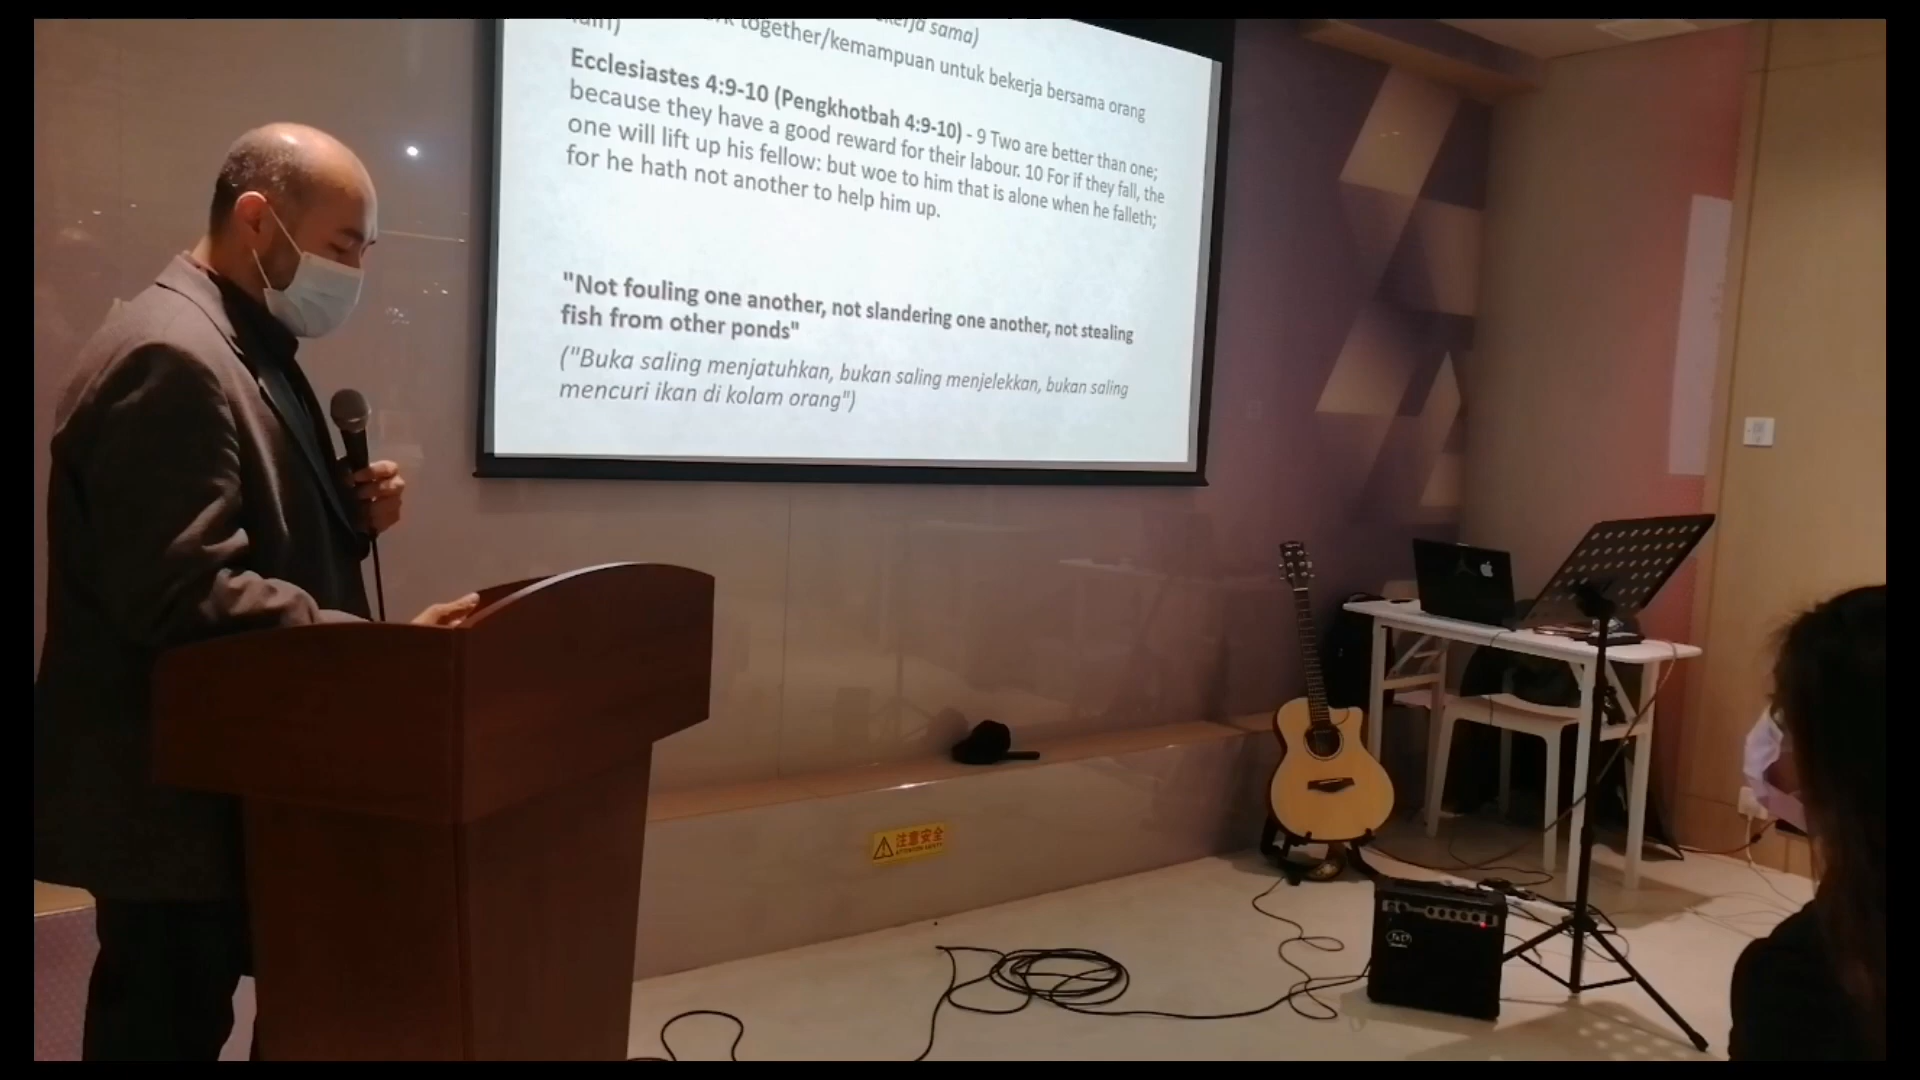 kerja sama)
together/kemampuan untuk bekerja bersama orang
lain)
Ecclesiastes 4:9-10 (Pengkhotbah 4:9-10) - 9 Two are better than one;
because they have a good reward for their labour. 10 For if they fall, the
one will lift up his fellow: but woe to him that is alone when he falleth;
for he hath not another to help him up.
"Not fouling one another, not slandering one another, not stealing
fish from other ponds"
("Buka saling menjatuhkan, bukan saling menjelekkan, bukan saling
mencuri ikan di kolam orang")
注意安全